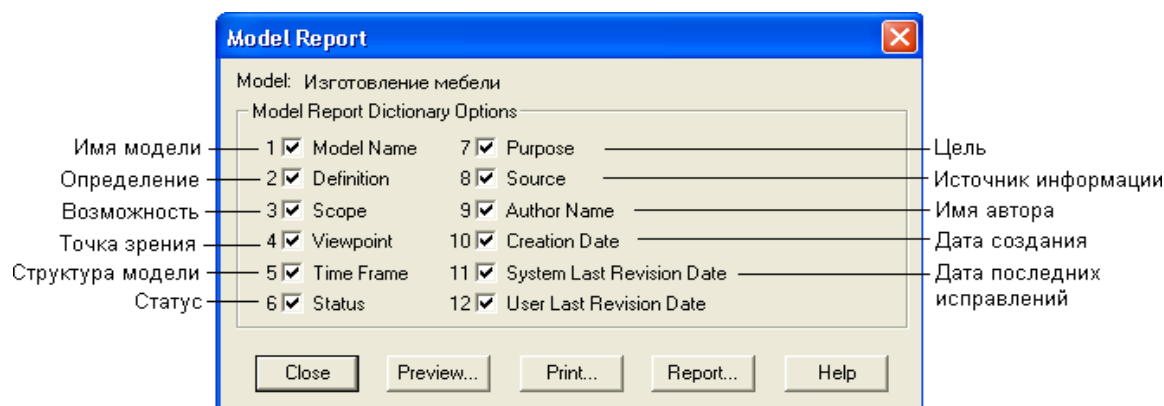 Model Report
Model: Изготовление мебели
Model Report Dictionary Options
Имя модели 1 Model Name 7 Purpose Цель
Определение 2 Definition 8 Source Источник информации
Возможность 3 Scope 9 Author Name Имя автора
Точка зрения 4 Viewpoint 10 Creation Date Дата создания
Структура модели 5 Time Frame 11 System Last Revision Date Дата последних
исправлений
Статус 6 Status 12 User Last Revision Date
Close Preview... Print... Report... Help